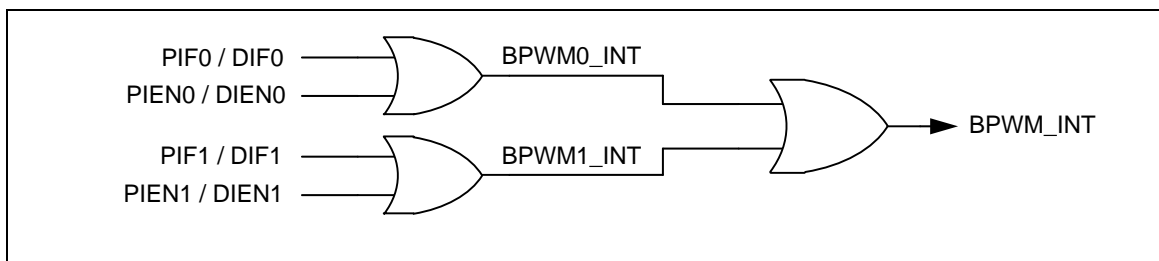 PIF0 / DIF0
PIEN0 / DIEN0
BPWM0_INT
PIF1 / DIF1
PIEN1 / DIEN1
BPWM1_INT
BPWM_INT